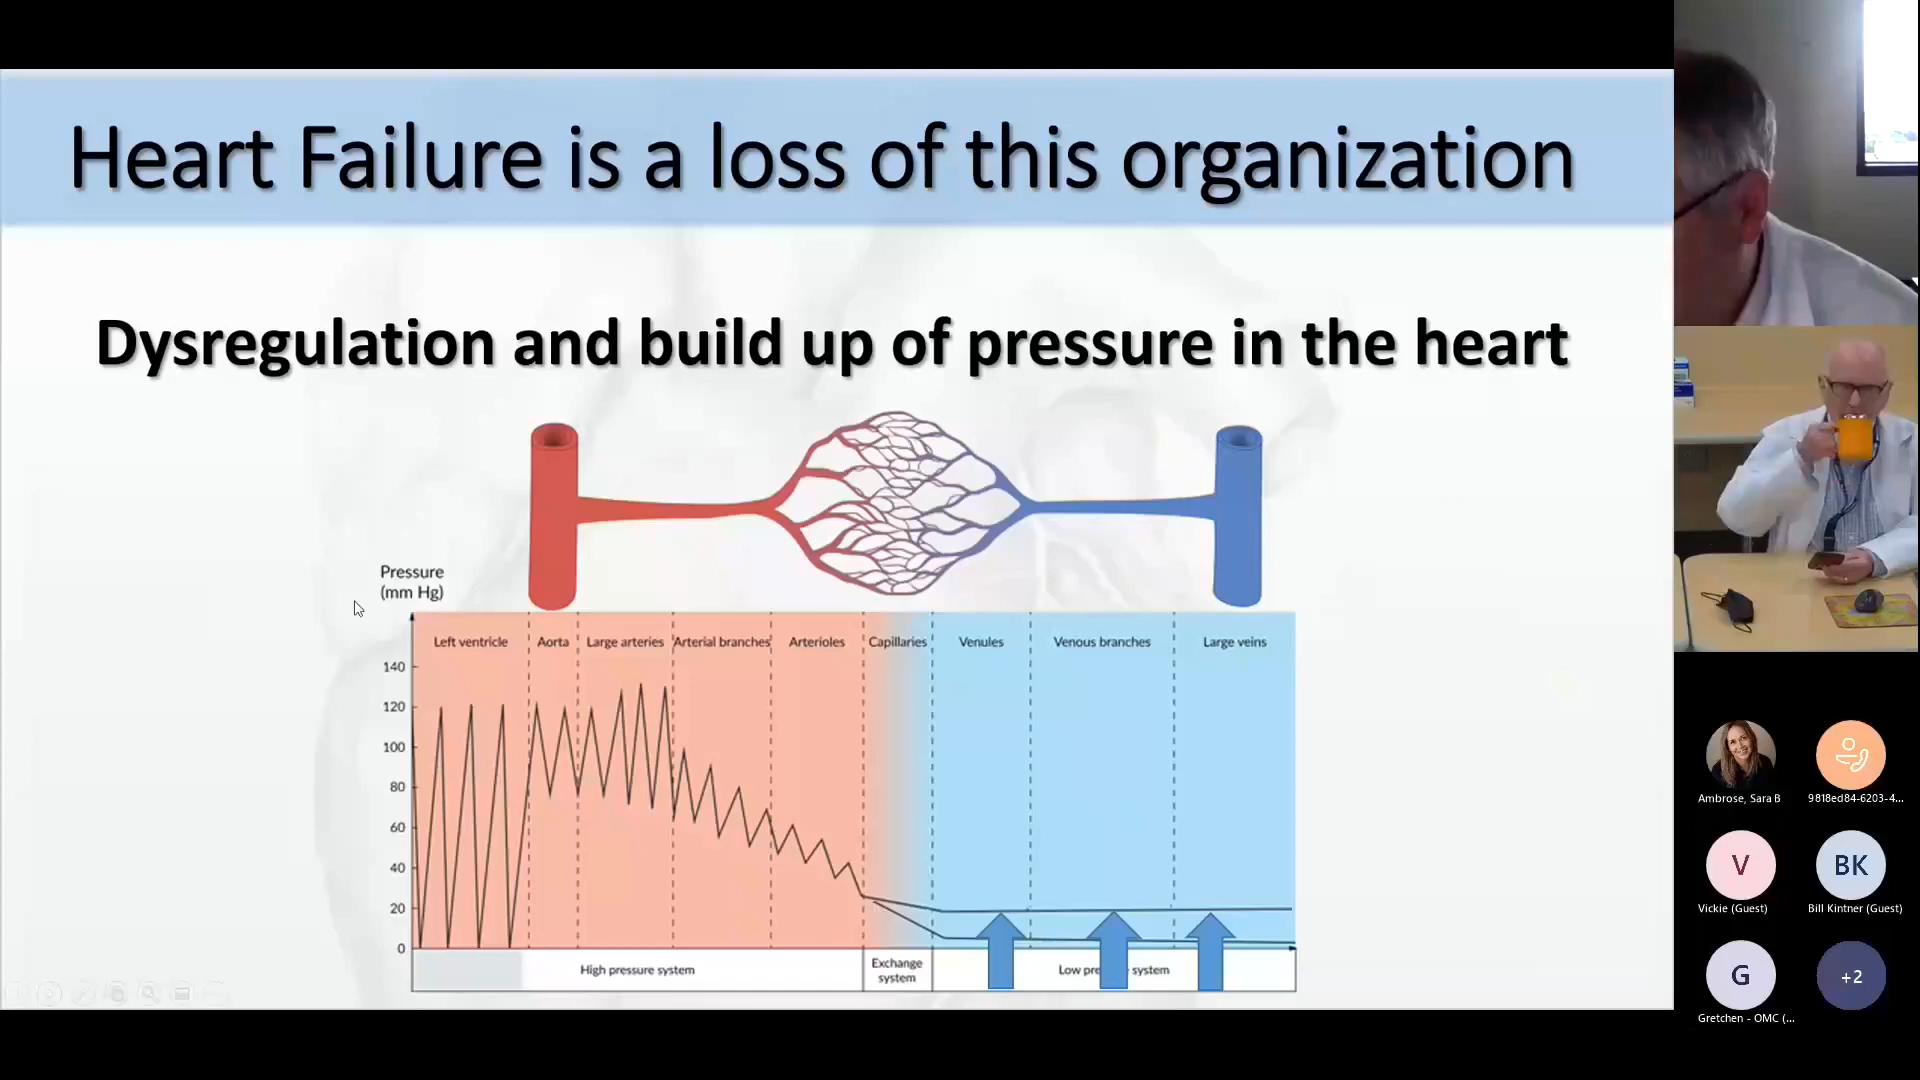 Heart Failure is a loss of this organization
Dysregulation and build up of pressure in the heart
Pressure
(mm Hg)
Left ventricle
Aorta
Large arteries
Arterial branches
Arterioles
Capillaries
Venules
Venous branches
Large veins
140
120
100
80
60
40
20
0
High pressure system
Exchange
system
Low pre
system
Ambrose, Sara B
9818ed84-6203-4...
V
BK
Vickie (Guest)
Bill Kintner (Guest)
G
+2
Gretchen - OMC (...